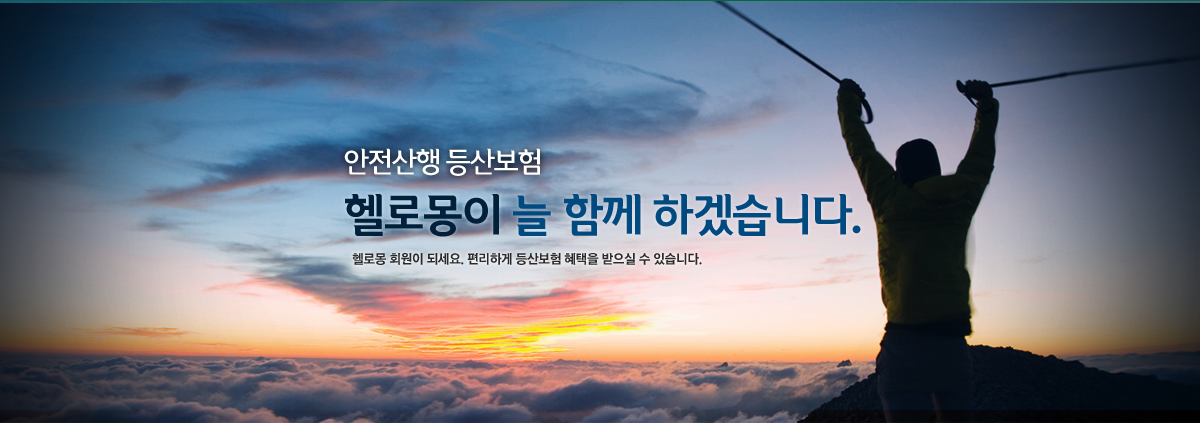 안전산행 등산보험
헬로몽이 늘 함께 하겠습니다.
헬로몽 회원이 되세요. 편리하게 등산보험 혜택을 받으실 수 있습니다.